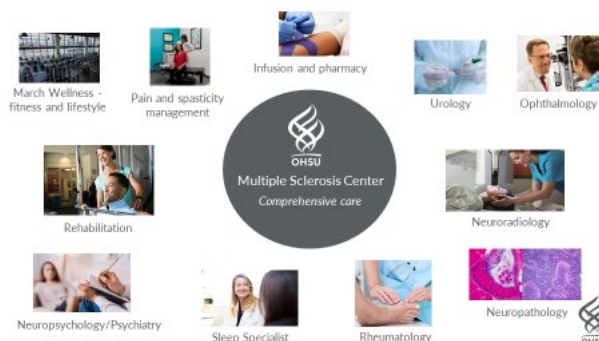 Infusion and pharmacy
March Wellness -
fitness and lifestyle
Pain and spasticity
management
Urology
Ophthalmology
OHSU
Multiple Sclerosis Center
Comprehensive care
Rehabilitation
Neuroradiology
Neuropsychology/Psychiatry
Sleep Specialist
Rheumatology
Neuropathology
OHSU